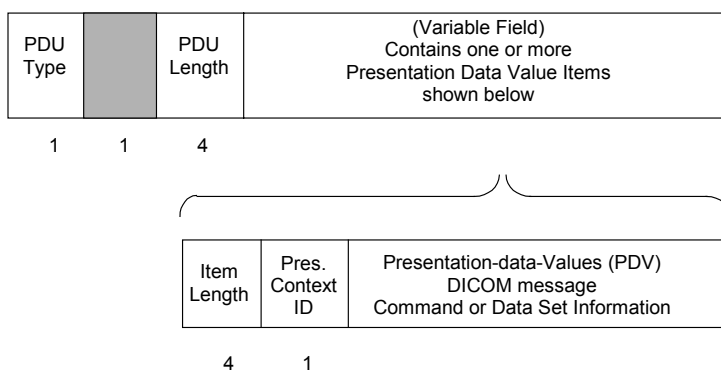 PDU
Type
PDU
Length
(Variable Field)
Contains one or more
Presentation Data Value Items
shown below
1
1
4
Item
Length
Pres.
Context
ID
Presentation-data-Values (PDV)
DICOM message
Command or Data Set Information
4
1